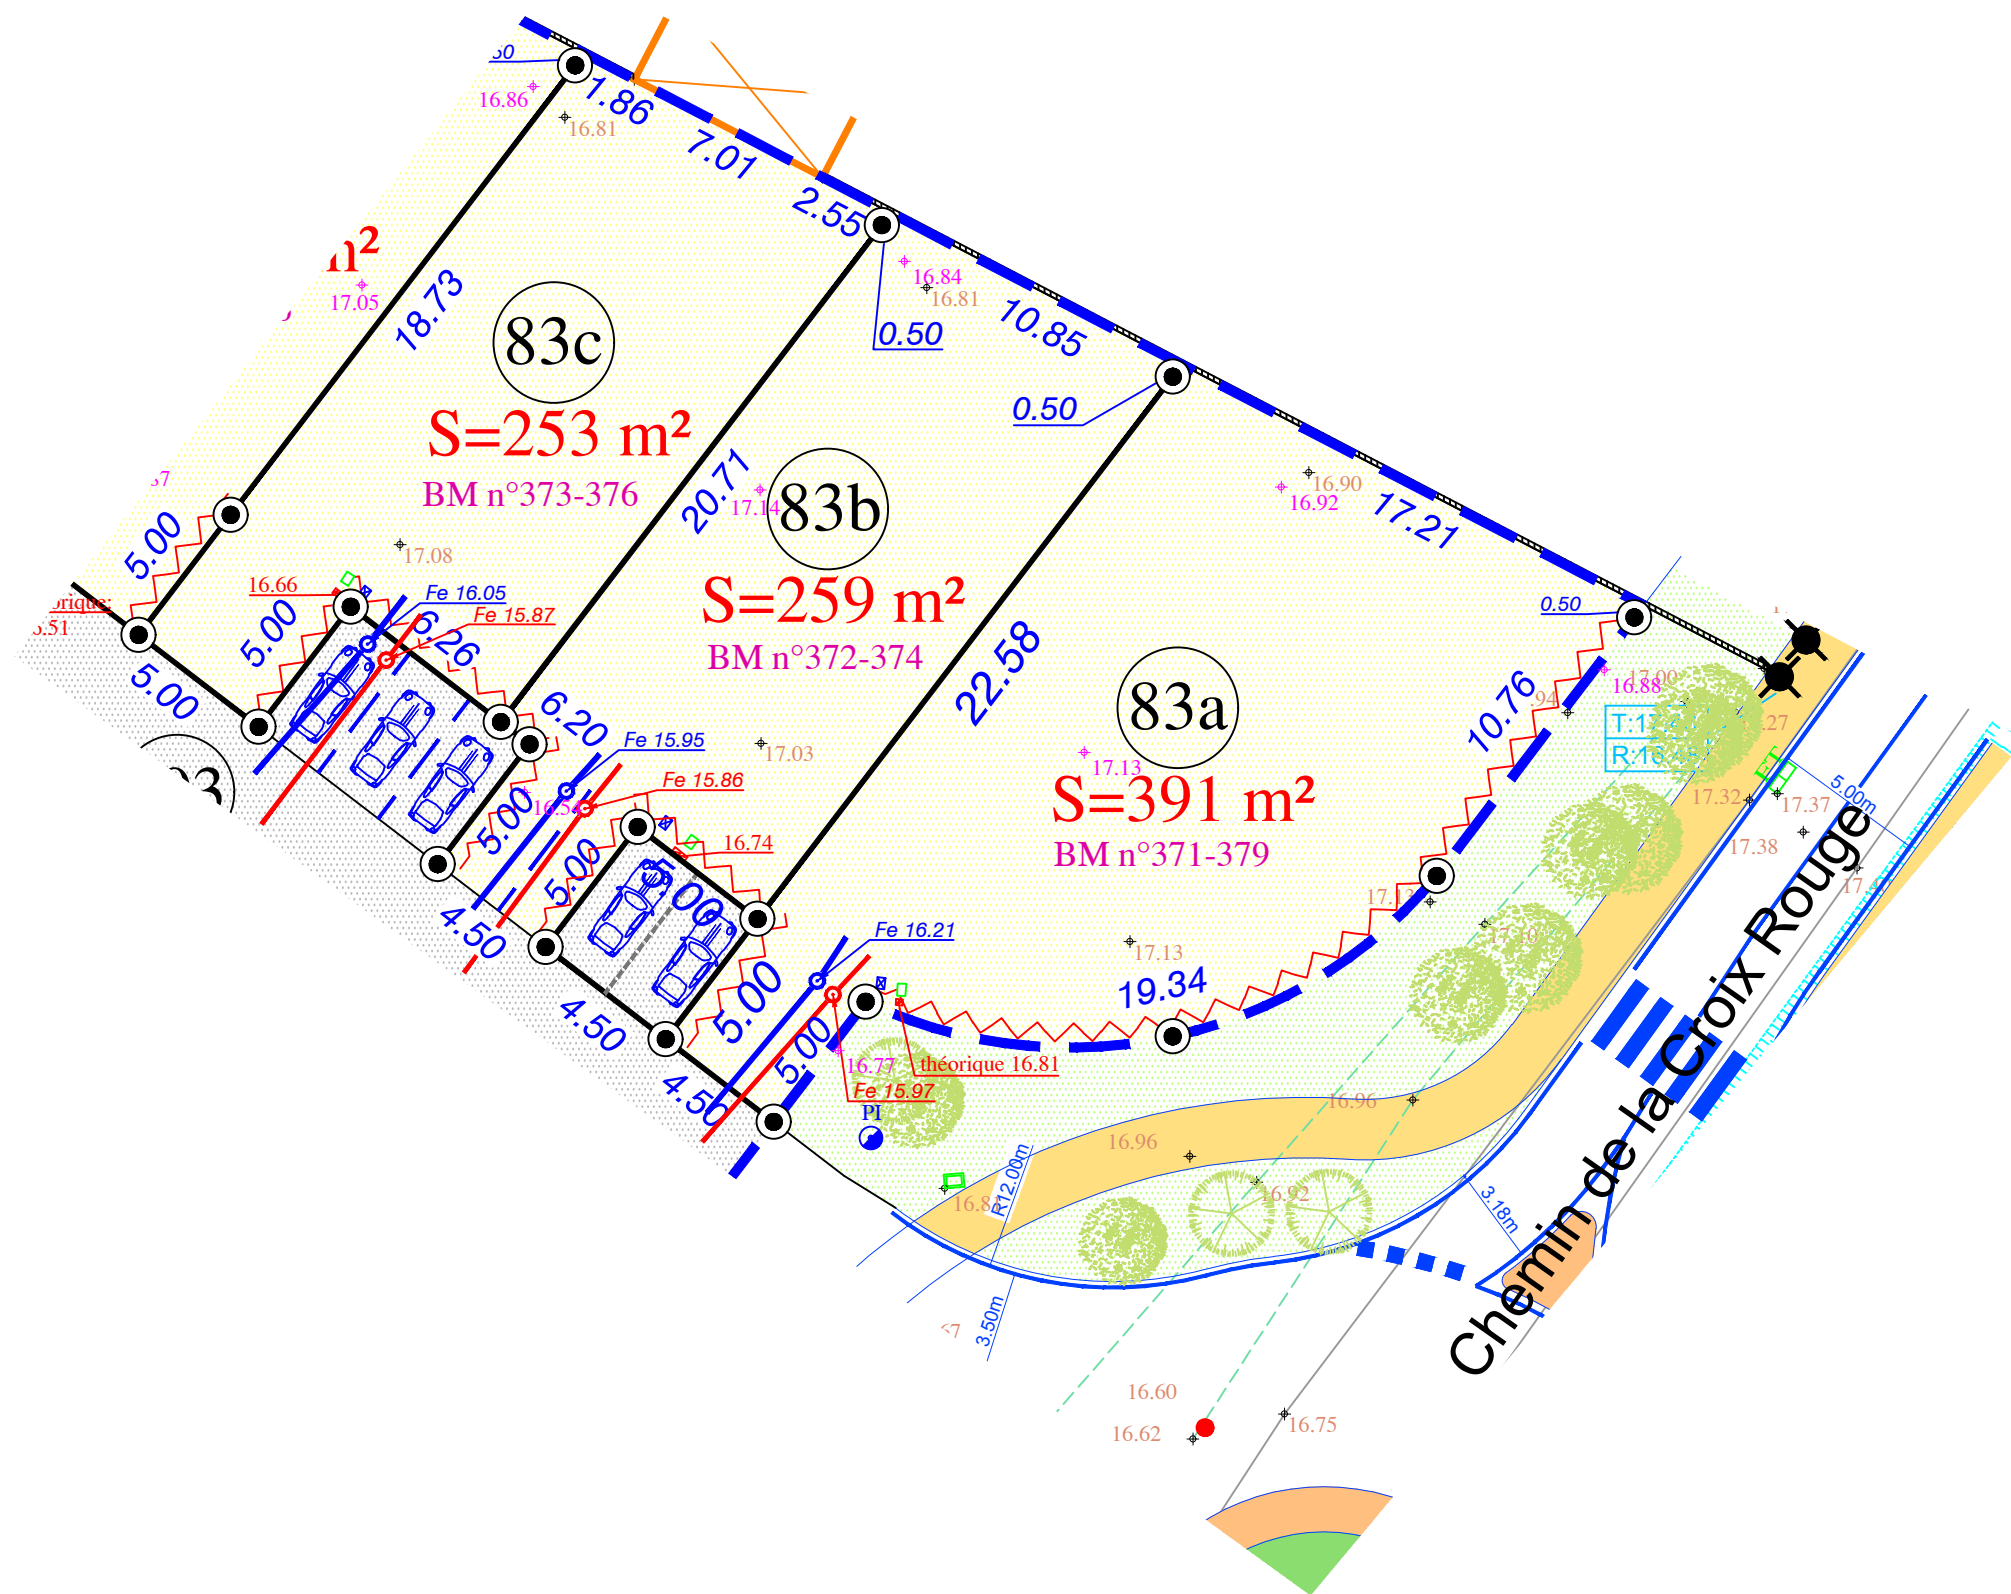 1.86
16.86
16.81
7.01
2.55
m²
17.05
18.73
16.84
16.81
0.50
10.85
83c
S=253 m²
BM n°373-376
0.50
20.71
17.14
83b
16.90
16.92
17.21
5.00
17.08
S=259 m²
BM n°372-374
16.66
5.00
Fe 16.05
Fe 15.87
6.26
0.50
22.58
83a
17.13
S=391 m²
BM n°371-379
10.76
16.88
17.00
5.00
6.20
Fe 15.95
17.03
Fe 15.86
5.00
16.74
5.00
5.00
4.50
17.32
17.37
17.38
5.00m
17.13
19.34
Fe 16.21
5.00
5.00
4.50
4.50
16.77
théorique 16.81
Fe 15.97
PI
16.96
16.96
16.92
R12.00m
3.18m
3.50m
Chemin de la Croix Rouge
16.60
16.62
16.75